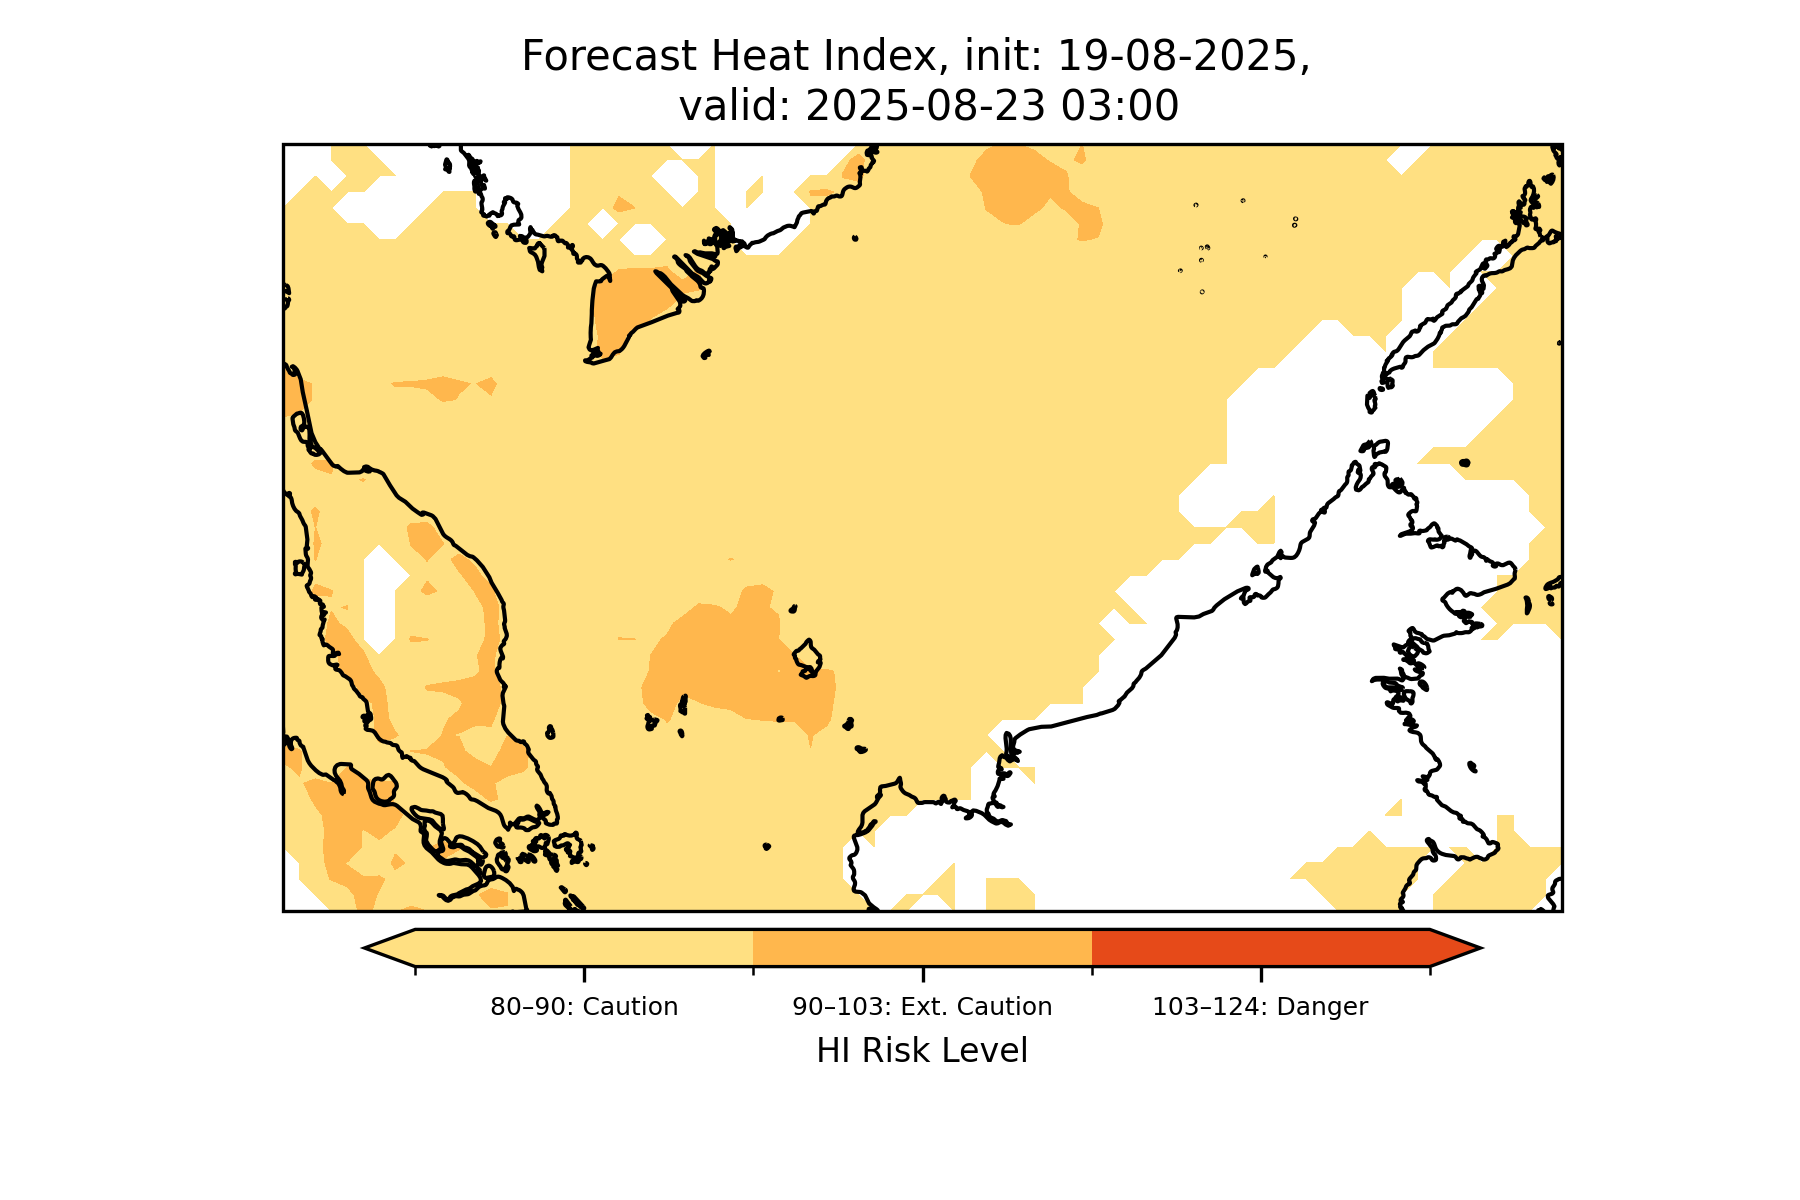 Forecast Heat Index, init: 19-08-2025,
valid: 2025-08-23 03:00
80–90: Caution
90–103: Ext. Caution
103–124: Danger
HI Risk Level